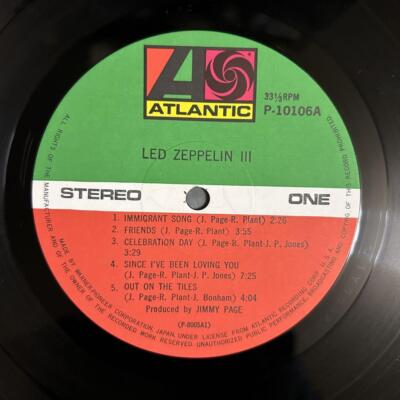 ATLANTIC
33⅓RPM
P-10106A
LED ZEPPELIN III
STEREO ONE
1. IMMIGRANT SONG (J. Page-R. Plant) 2:26
2. FRIENDS (J. Page-R. Plant) 3:55
3. CELEBRATION DAY (J. Page-R. Plant-J. P. Jones)
3:29
4. SINCE I'VE BEEN LOVING YOU
(J. Page-R. Plant-J. P. Jones) 7:25
5. OUT ON THE TILES
(J. Page-R. Plant-J. Bonham) 4:04
Produced by JIMMY PAGE
(P-8005A1)
ALL RIGHTS OF THE MANUFACTURER AND OF THE OWNER OF THE RECORDED WORK RESERVED. UNAUTHORIZED PUBLIC PERFORMANCE, BROADCASTING AND COPYING OF THIS RECORD PROHIBITED.
MADE BY WARNER-PIONEER CORPORATION, JAPAN, UNDER LICENSE FROM ATLANTIC RECORDING CORP. U.S.A.